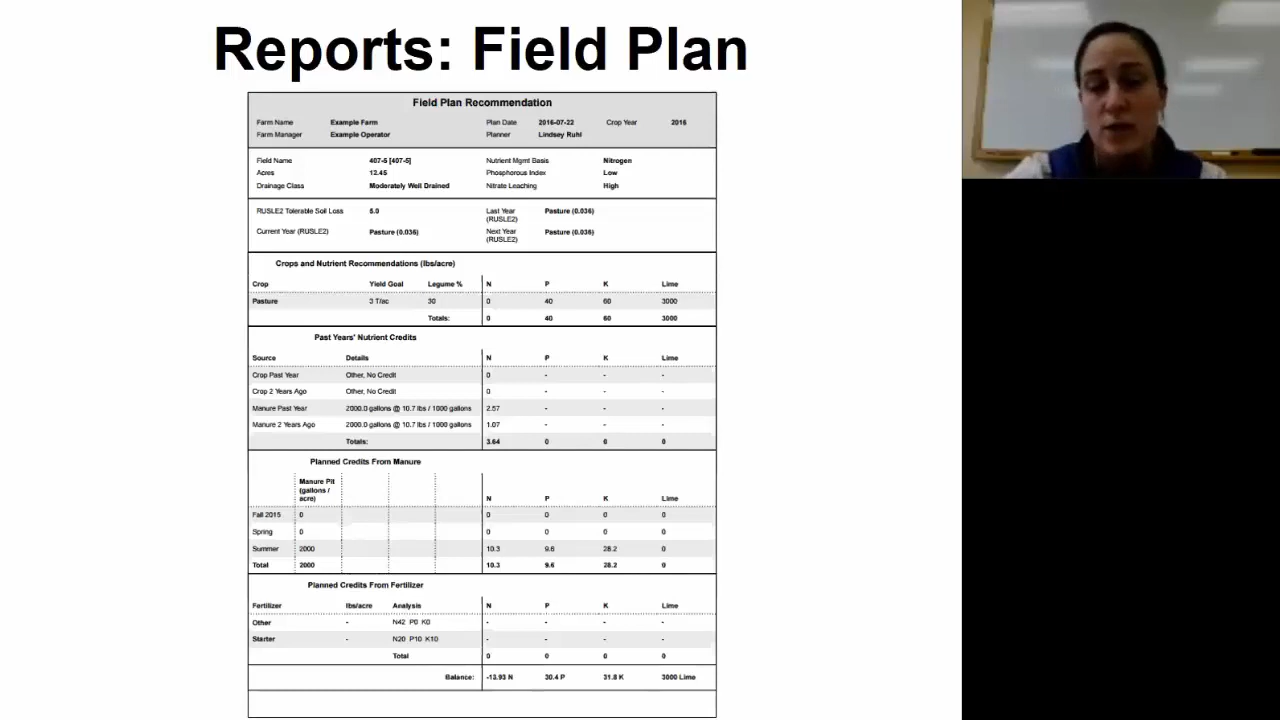 Reports: Field Plan
Field Plan Recommendation
Farm Name Example Farm Plan Date 2016-07-22 Crop Year 2016
Farm Manager Example Operator Planner Lindsey Ruhl
Field Name 407-5 [407-5] Nutrient Mgmt Basis Nitrogen
Acres 12.45 Phosphorous Index Low
Drainage Class Moderately Well Drained Nitrate Leaching High
RUSLE2 Tolerable Soil Loss 5.0 Last Year (RUSLE2) Pasture (0.036)
Current Year (RUSLE2) Pasture (0.036) Next Year (RUSLE2) Pasture (0.036)
Crops and Nutrient Recommendations (lbs/acre)
Crop Yield Goal Legume % N P K Lime
Pasture 3 T/ac 30 0 40 60 3000
Totals: 0 40 60 3000
Past Years' Nutrient Credits
Source Details N P K Lime
Crop Past Year Other, No Credit 0 - - -
Crop 2 Years Ago Other, No Credit 0 - - -
Manure Past Year 2000.0 gallons @ 10.7 lbs / 1000 gallons 2.57 - - -
Manure 2 Years Ago 2000.0 gallons @ 10.7 lbs / 1000 gallons 1.07 - - -
Totals: 3.64 0 0 0
Planned Credits From Manure
Manure Pit
(gallons /
acre) N P K Lime
Fall 2015 0 0 0 0 0
Spring 0 0 0 0 0
Summer 2000 10.3 9.6 28.2 0
Total 2000 10.3 9.6 28.2 0
Planned Credits From Fertilizer
Fertilizer lbs/acre Analysis N P K Lime
Other - N42 P0 K0 - - - -
Starter - N20 P10 K10 - - - -
Total 0 0 0 0
Balance: -13.93 N 30.4 P 31.8 K 3000 Lime